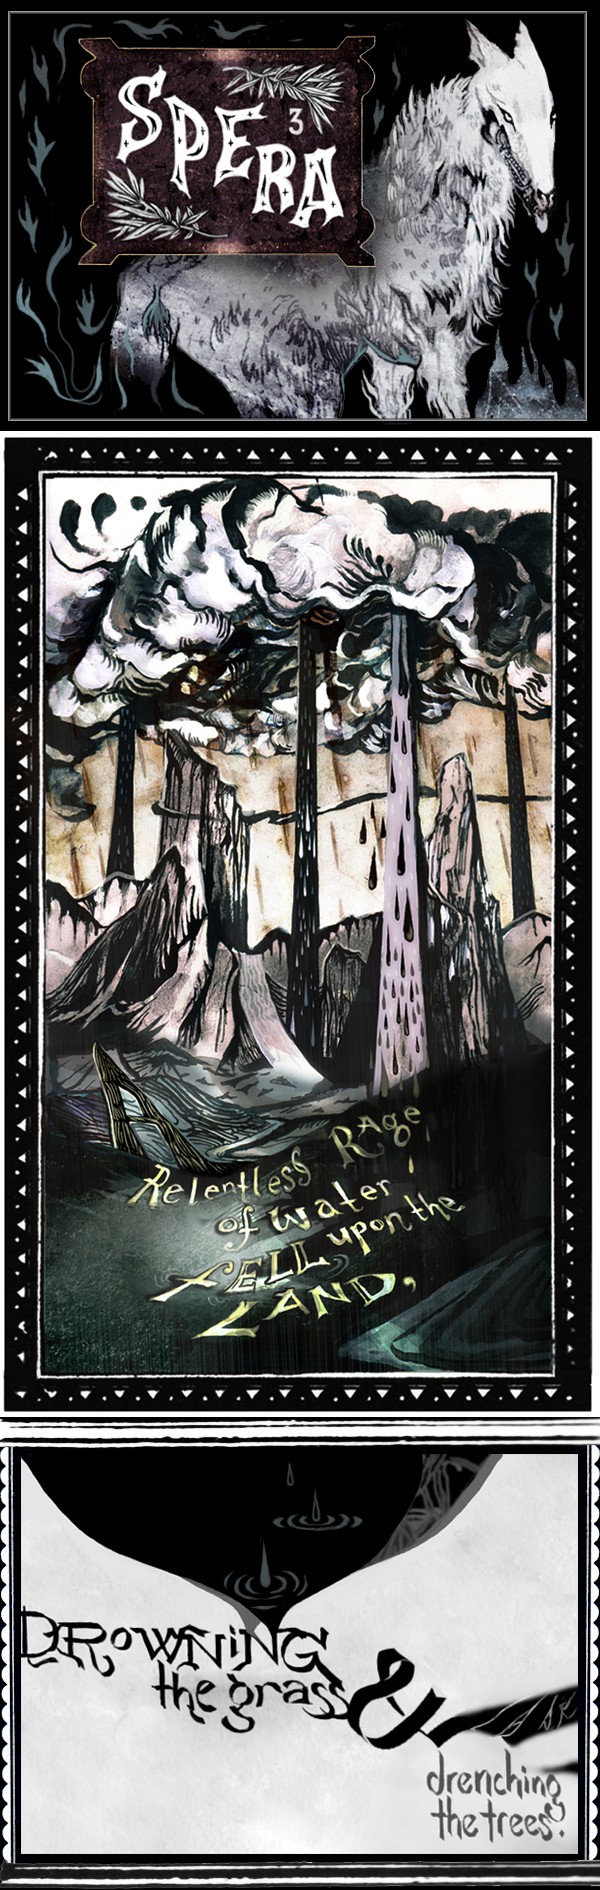 SPERA
3
A
Relentless Rage
of water
FELL upon the
LAND,
DROWNiNG
the grass &
drenching
the trees.